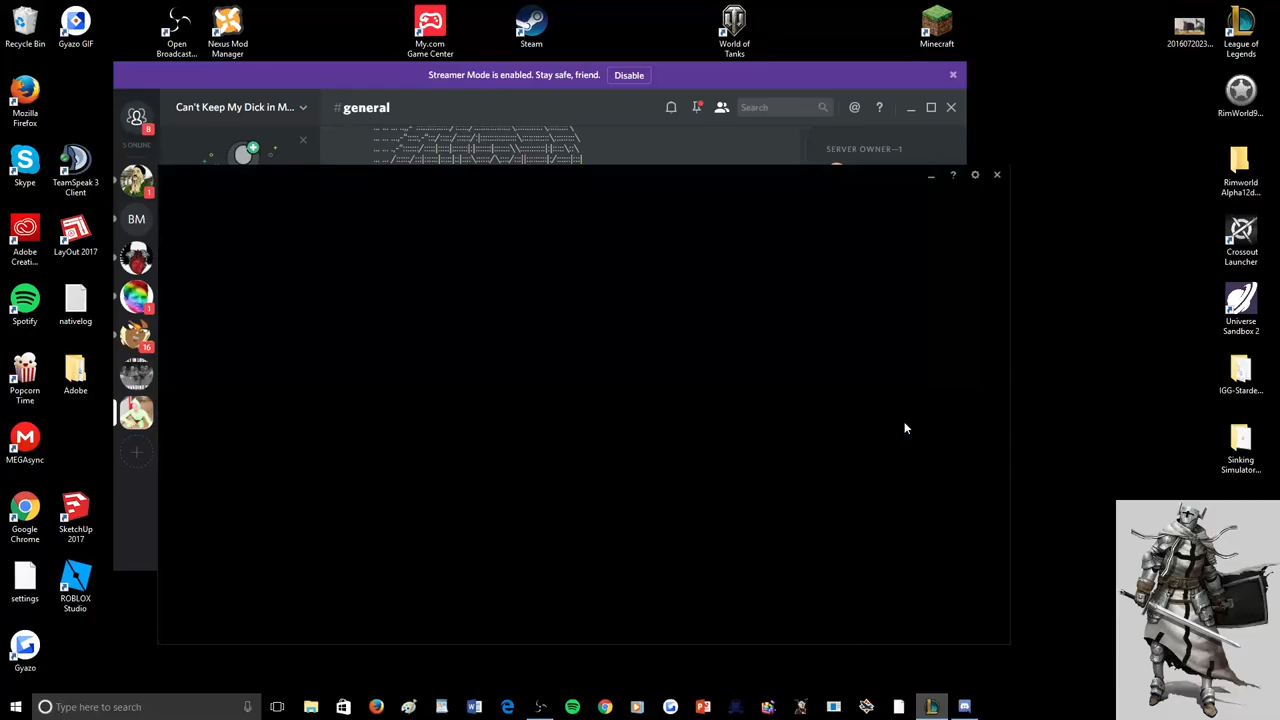 Recycle Bin
Gyazo GIF
Open Broadcast...
Nexus Mod Manager
My.com Game Center
Steam
World of Tanks
Minecraft
2016072023...
League of Legends
Streamer Mode is enabled. Stay safe, friend.
Disable
Mozilla Firefox
8
5 ONLINE
Can't Keep My Dick in M...
#general
Search
@
?
SERVER OWNER—1
RimWorld9...
?
Skype
TeamSpeak 3 Client
1
Rimworld Alpha12d...
BM
Adobe Creati...
LayOut 2017
Crossout Launcher
Spotify
nativelog
1
Universe Sandbox 2
16
Popcorn Time
Adobe
IGG-Starde...
MEGAsync
Sinking Simulator...
Google Chrome
SketchUp 2017
settings
ROBLOX Studio
Gyazo
Type here to search